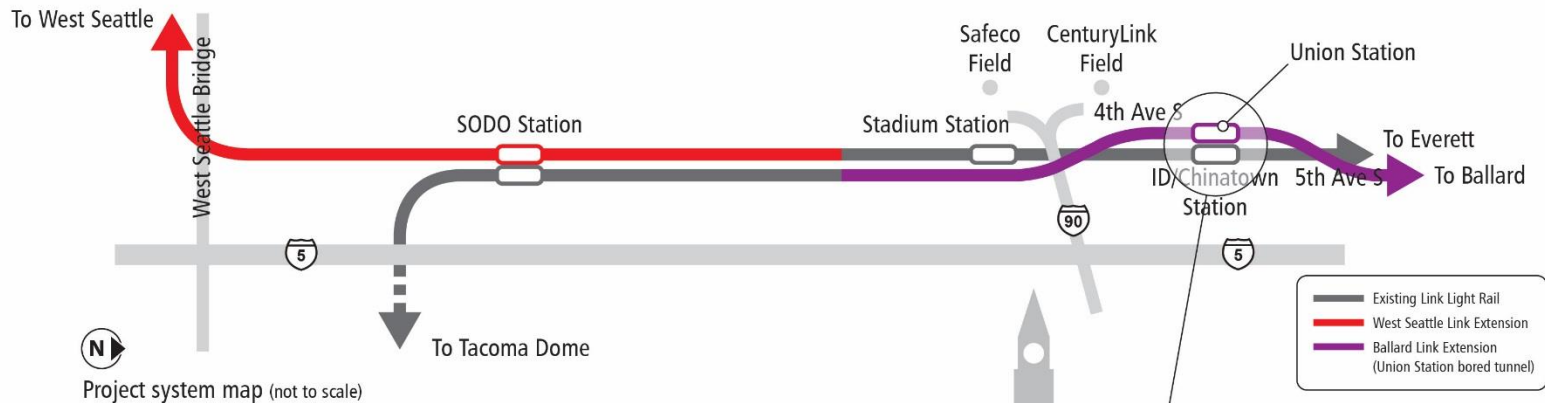 To West Seattle
West Seattle Bridge
SODO Station
Stadium Station
Safeco
Field
CenturyLink
Field
4th Ave S
Union Station
To Everett
ID/Chinatown
Station
5th Ave S
To Ballard
90
5
5
To Tacoma Dome
N
Project system map (not to scale)
Existing Link Light Rail
West Seattle Link Extension
Ballard Link Extension
(Union Station bored tunnel)